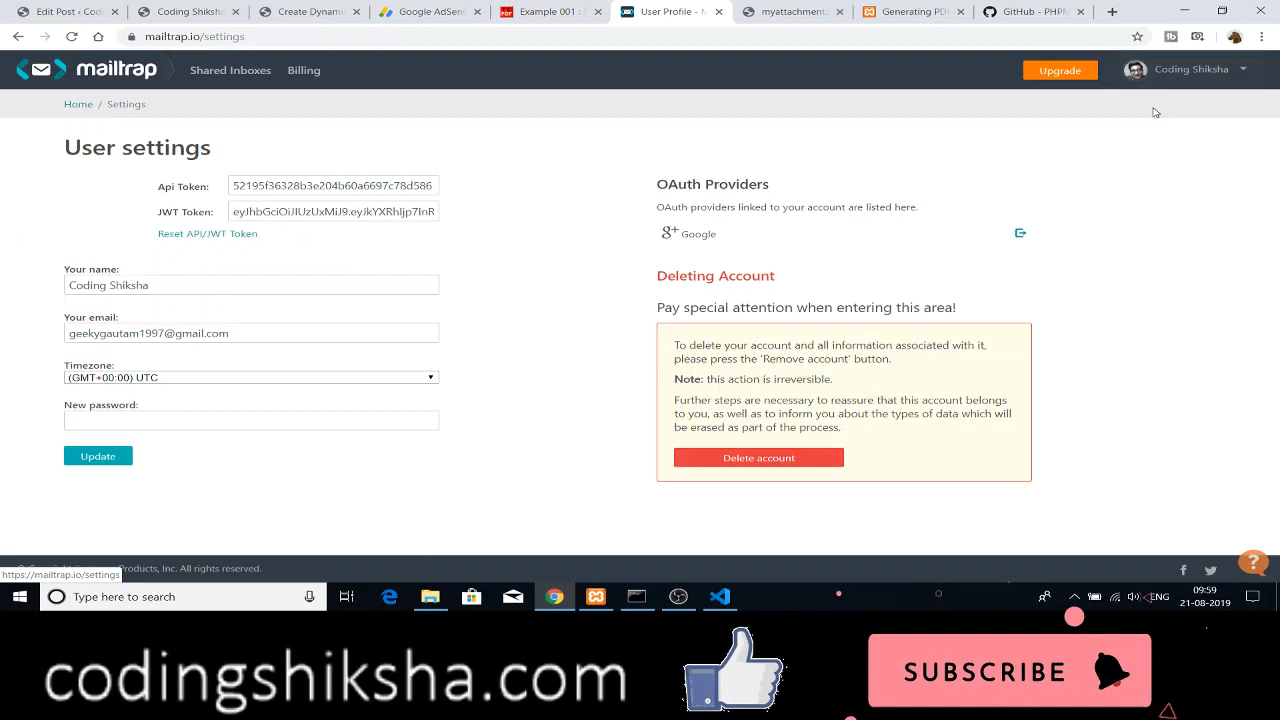 Edit Post ‹ Codi
Coding Shiksha
Create Dynami
Google AdSens
Example 001 : 
User Profile - M
myattachment.
Generating PDF
GitHub - PHPM
mailtrap.io/settings
mailtrap
Shared Inboxes
Billing
Upgrade
Coding Shiksha
Home / Settings
User settings
Api Token: 52195f36328b3e204b60a6697c78d586
JWT Token: eyJhbGciOiJIUzUxMiJ9.eyJkYXRhIjp7InR
Reset API/JWT Token
Your name:
Coding Shiksha
Your email:
geekygautam1997@gmail.com
Timezone:
(GMT+00:00) UTC
New password:
Update
OAuth Providers
OAuth providers linked to your account are listed here.
g+ Google
Deleting Account
Pay special attention when entering this area!
To delete your account and all information associated with it,
please press the 'Remove account' button.
Note: this action is irreversible.
Further steps are necessary to reassure that this account belongs
to you, as well as to inform you about the types of data which will
be erased as part of the process.
Delete account
Products, Inc. All rights reserved.
https://mailtrap.io/settings
Type here to search
ENG
09:59
21-08-2019
codingshiksha.com
SUBSCRIBE